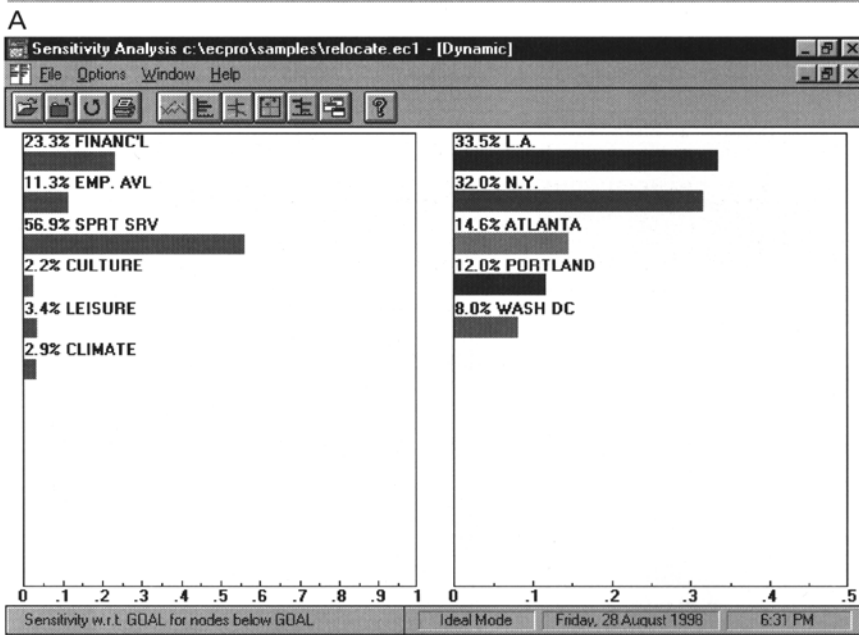 A
Sensitivity Analysis c:\ecpro\samples\relocate.ec1 - [Dynamic]
File Options Window Help
23.3% FINANC'L
11.3% EMP. AVL
56.9% SPRT SRV
2.2% CULTURE
3.4% LEISURE
2.9% CLIMATE
0 .1 .2 .3 .4 .5 .6 .7 .8 .9 1
33.5% L.A.
32.0% N.Y.
14.6% ATLANTA
12.0% PORTLAND
8.0% WASH DC
0 .1 .2 .3 .4 .5
Sensitivity w.r.t. GOAL for nodes below GOAL
Ideal Mode
Friday, 28 August 1998
6:31 PM